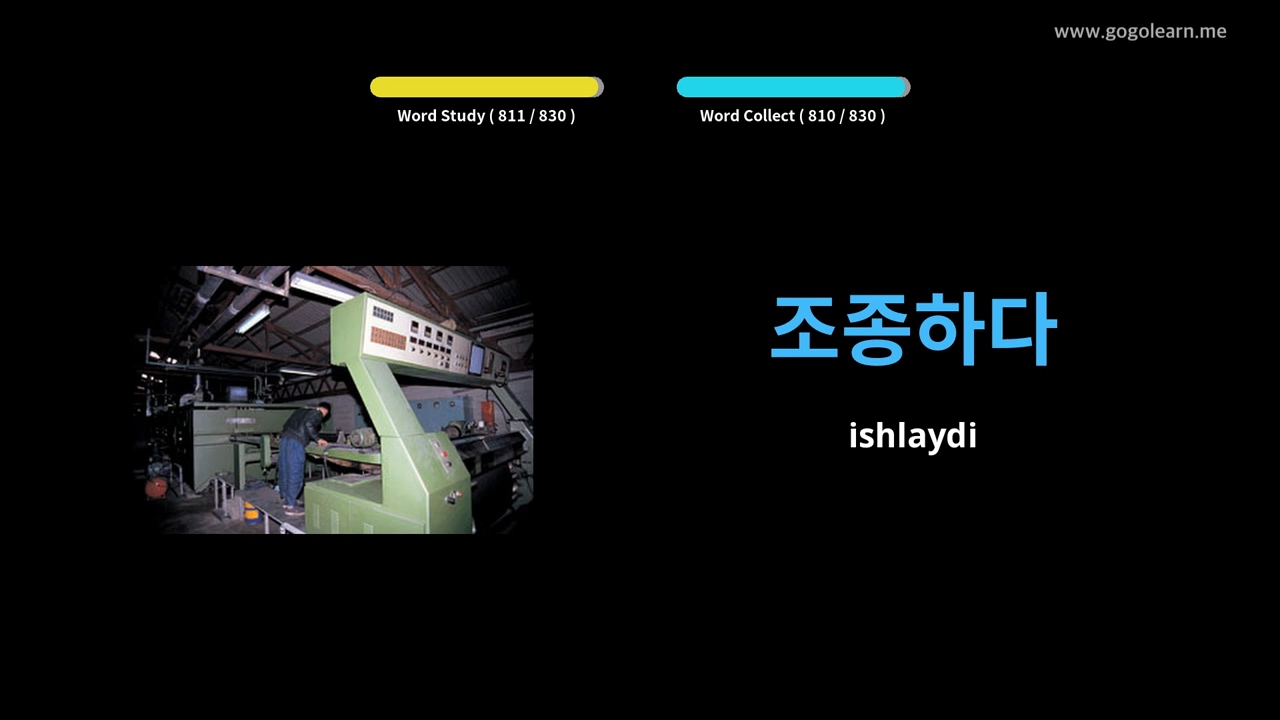 www.gogolearn.me
Word Study ( 811 / 830 )
Word Collect ( 810 / 830 )
조종하다
ishlaydi